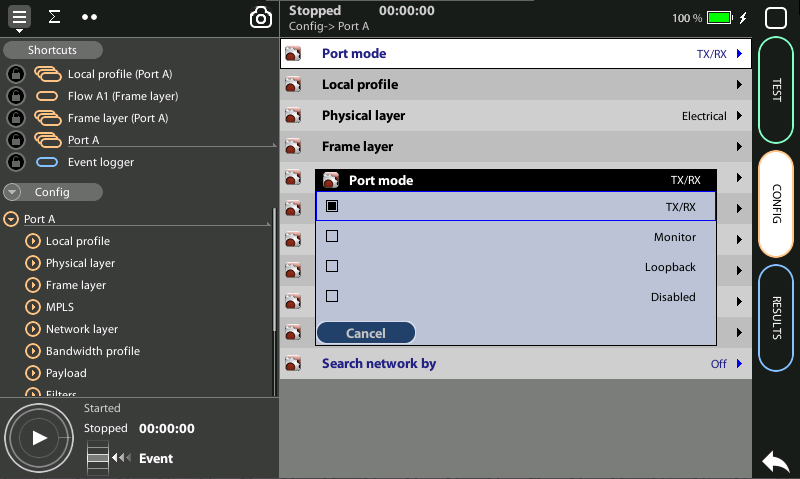 Stopped 00:00:00
Config-> Port A
100 %
Shortcuts
Local profile (Port A)
Flow A1 (Frame layer)
Frame layer (Port A)
Port A
Event logger
Config
Port A
Local profile
Physical layer
Frame layer
MPLS
Network layer
Bandwidth profile
Payload
Filters
Started
Stopped 00:00:00
Event
Port mode TX/RX
Local profile
Physical layer Electrical
Frame layer
Port mode TX/RX
TX/RX
Monitor
Loopback
Disabled
Cancel
Search network by Off
TEST
CONFIG
RESULTS